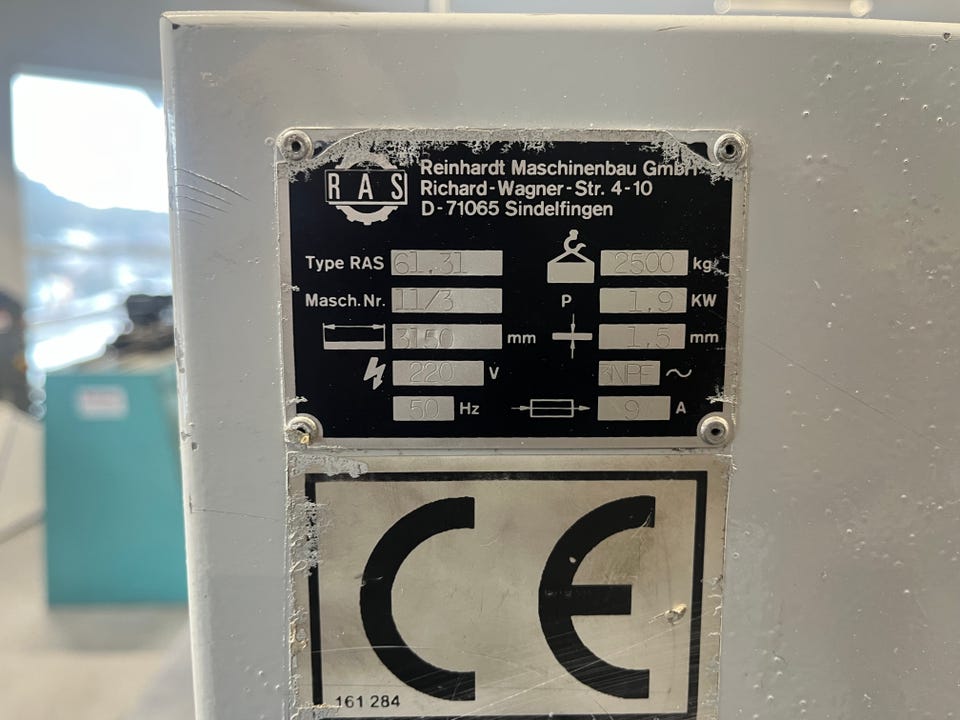 RAS
Reinhardt Maschinenbau GmbH
Richard-Wagner-Str. 4-10
D-71065 Sindelfingen
Type RAS 61.31 2500 kg
Masch. Nr. 11/3 P 1,9 KW
3150 mm 1,5 mm
220 V 3NPE ~
50 Hz 9 A
CE
161 284